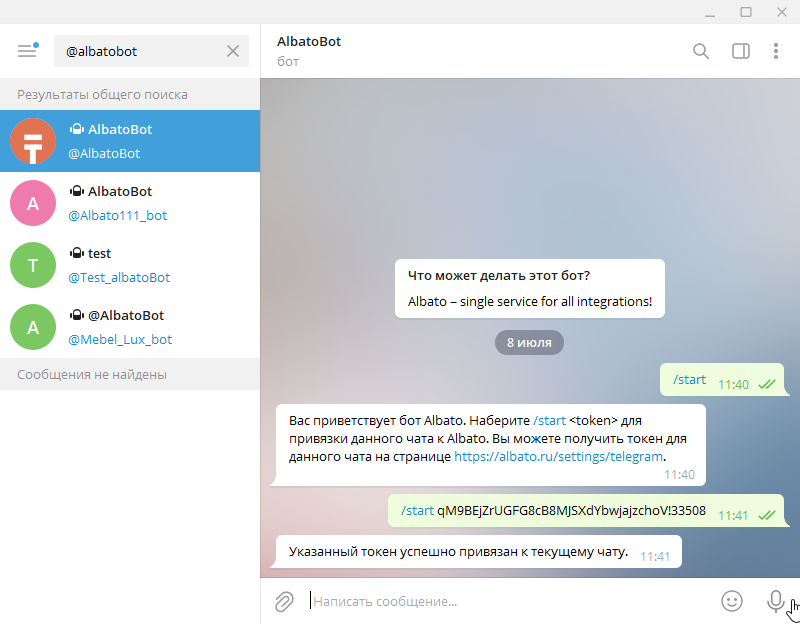 @albatobot
AlbatoBot
бот
Результаты общего поиска
AlbatoBot
@AlbatoBot
A
AlbatoBot
@Albato111_bot
T
test
@Test_albatoBot
A
@AlbatoBot
@Mebel_Lux_bot
Сообщения не найдены
Что может делать этот бот?
Albato – single service for all integrations!
8 июля
/start 11:40
Вас приветствует бот Albato. Наберите /start <token> для
привязки данного чата к Albato. Вы можете получить токен для
данного чата на странице https://albato.ru/settings/telegram.
11:40
/start qM9BEjZrUGFG8cB8MJSXdYbwjajzchoV!33508 11:41
Указанный токен успешно привязан к текущему чату. 11:41
Написать сообщение...